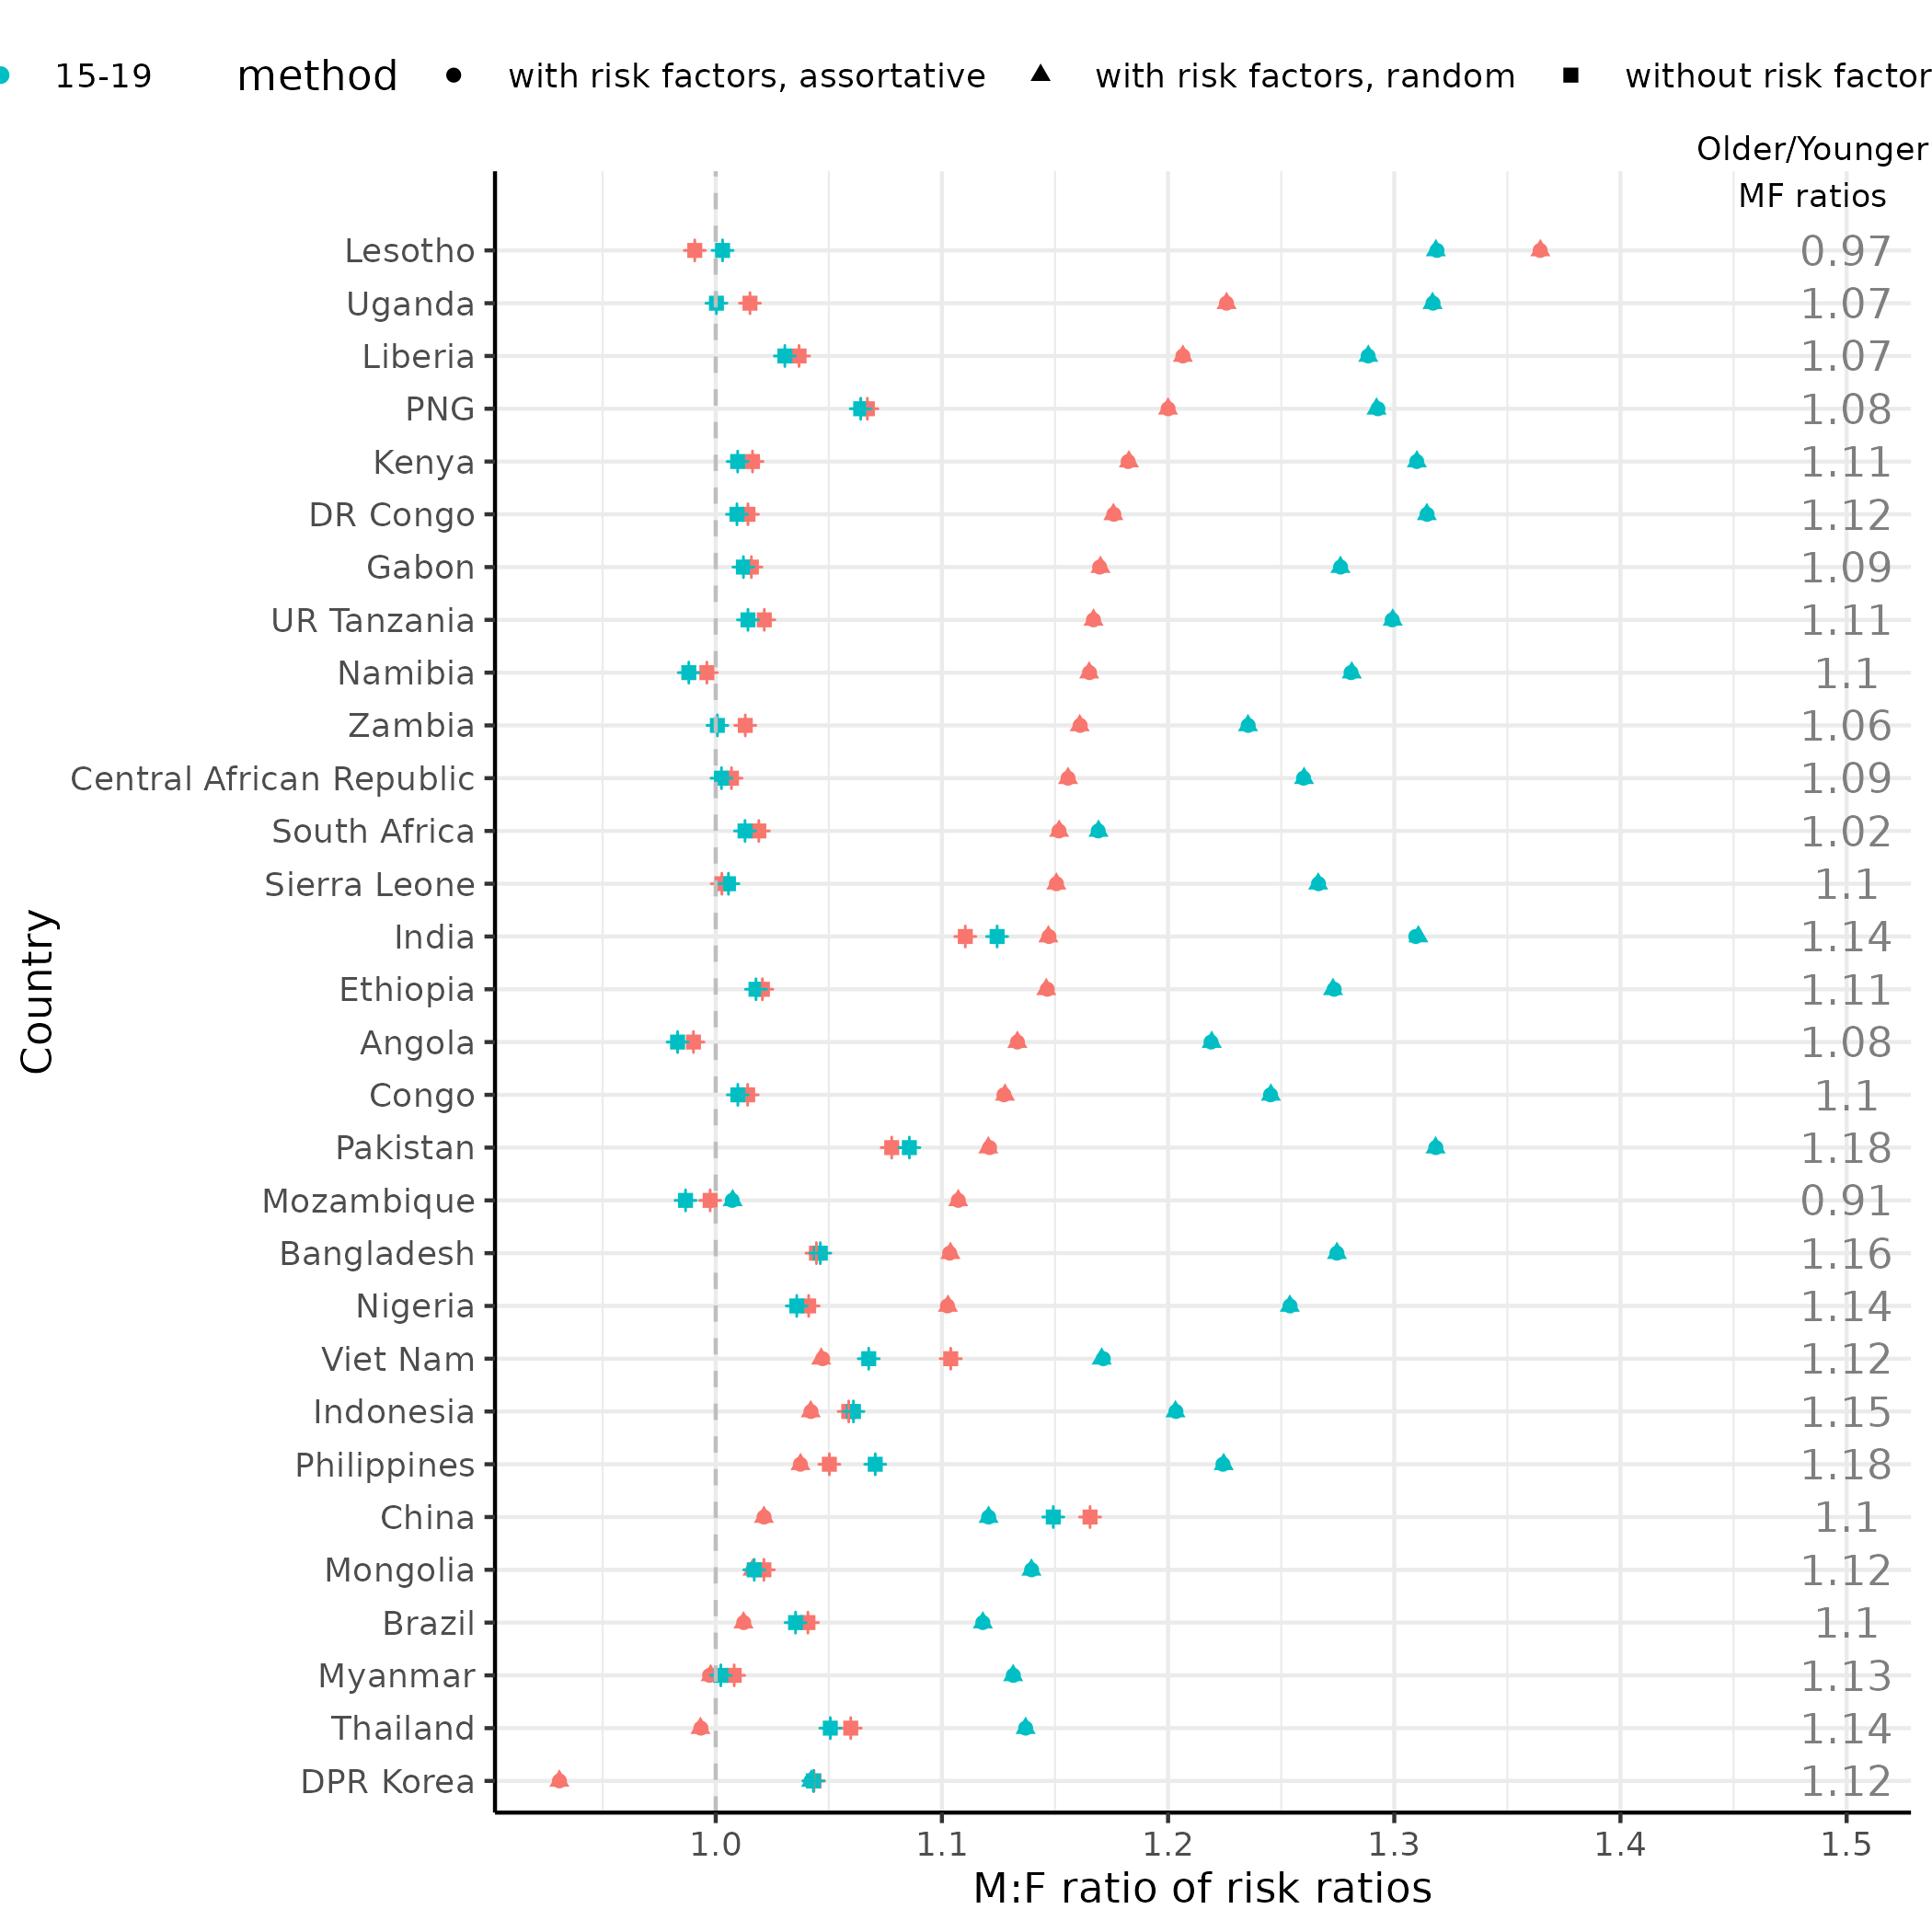 15-19 method with risk factors, assortative with risk factors, random without risk factor
Older/Younger
MF ratios
Lesotho 0.97
Uganda 1.07
Liberia 1.07
PNG 1.08
Kenya 1.11
DR Congo 1.12
Gabon 1.09
UR Tanzania 1.11
Namibia 1.1
Zambia 1.06
Central African Republic 1.09
South Africa 1.02
Sierra Leone 1.1
India 1.14
Ethiopia 1.11
Angola 1.08
Congo 1.1
Pakistan 1.18
Mozambique 0.91
Bangladesh 1.16
Nigeria 1.14
Viet Nam 1.12
Indonesia 1.15
Philippines 1.18
China 1.1
Mongolia 1.12
Brazil 1.1
Myanmar 1.13
Thailand 1.14
DPR Korea 1.12
Country
1.0 1.1 1.2 1.3 1.4 1.5
M:F ratio of risk ratios